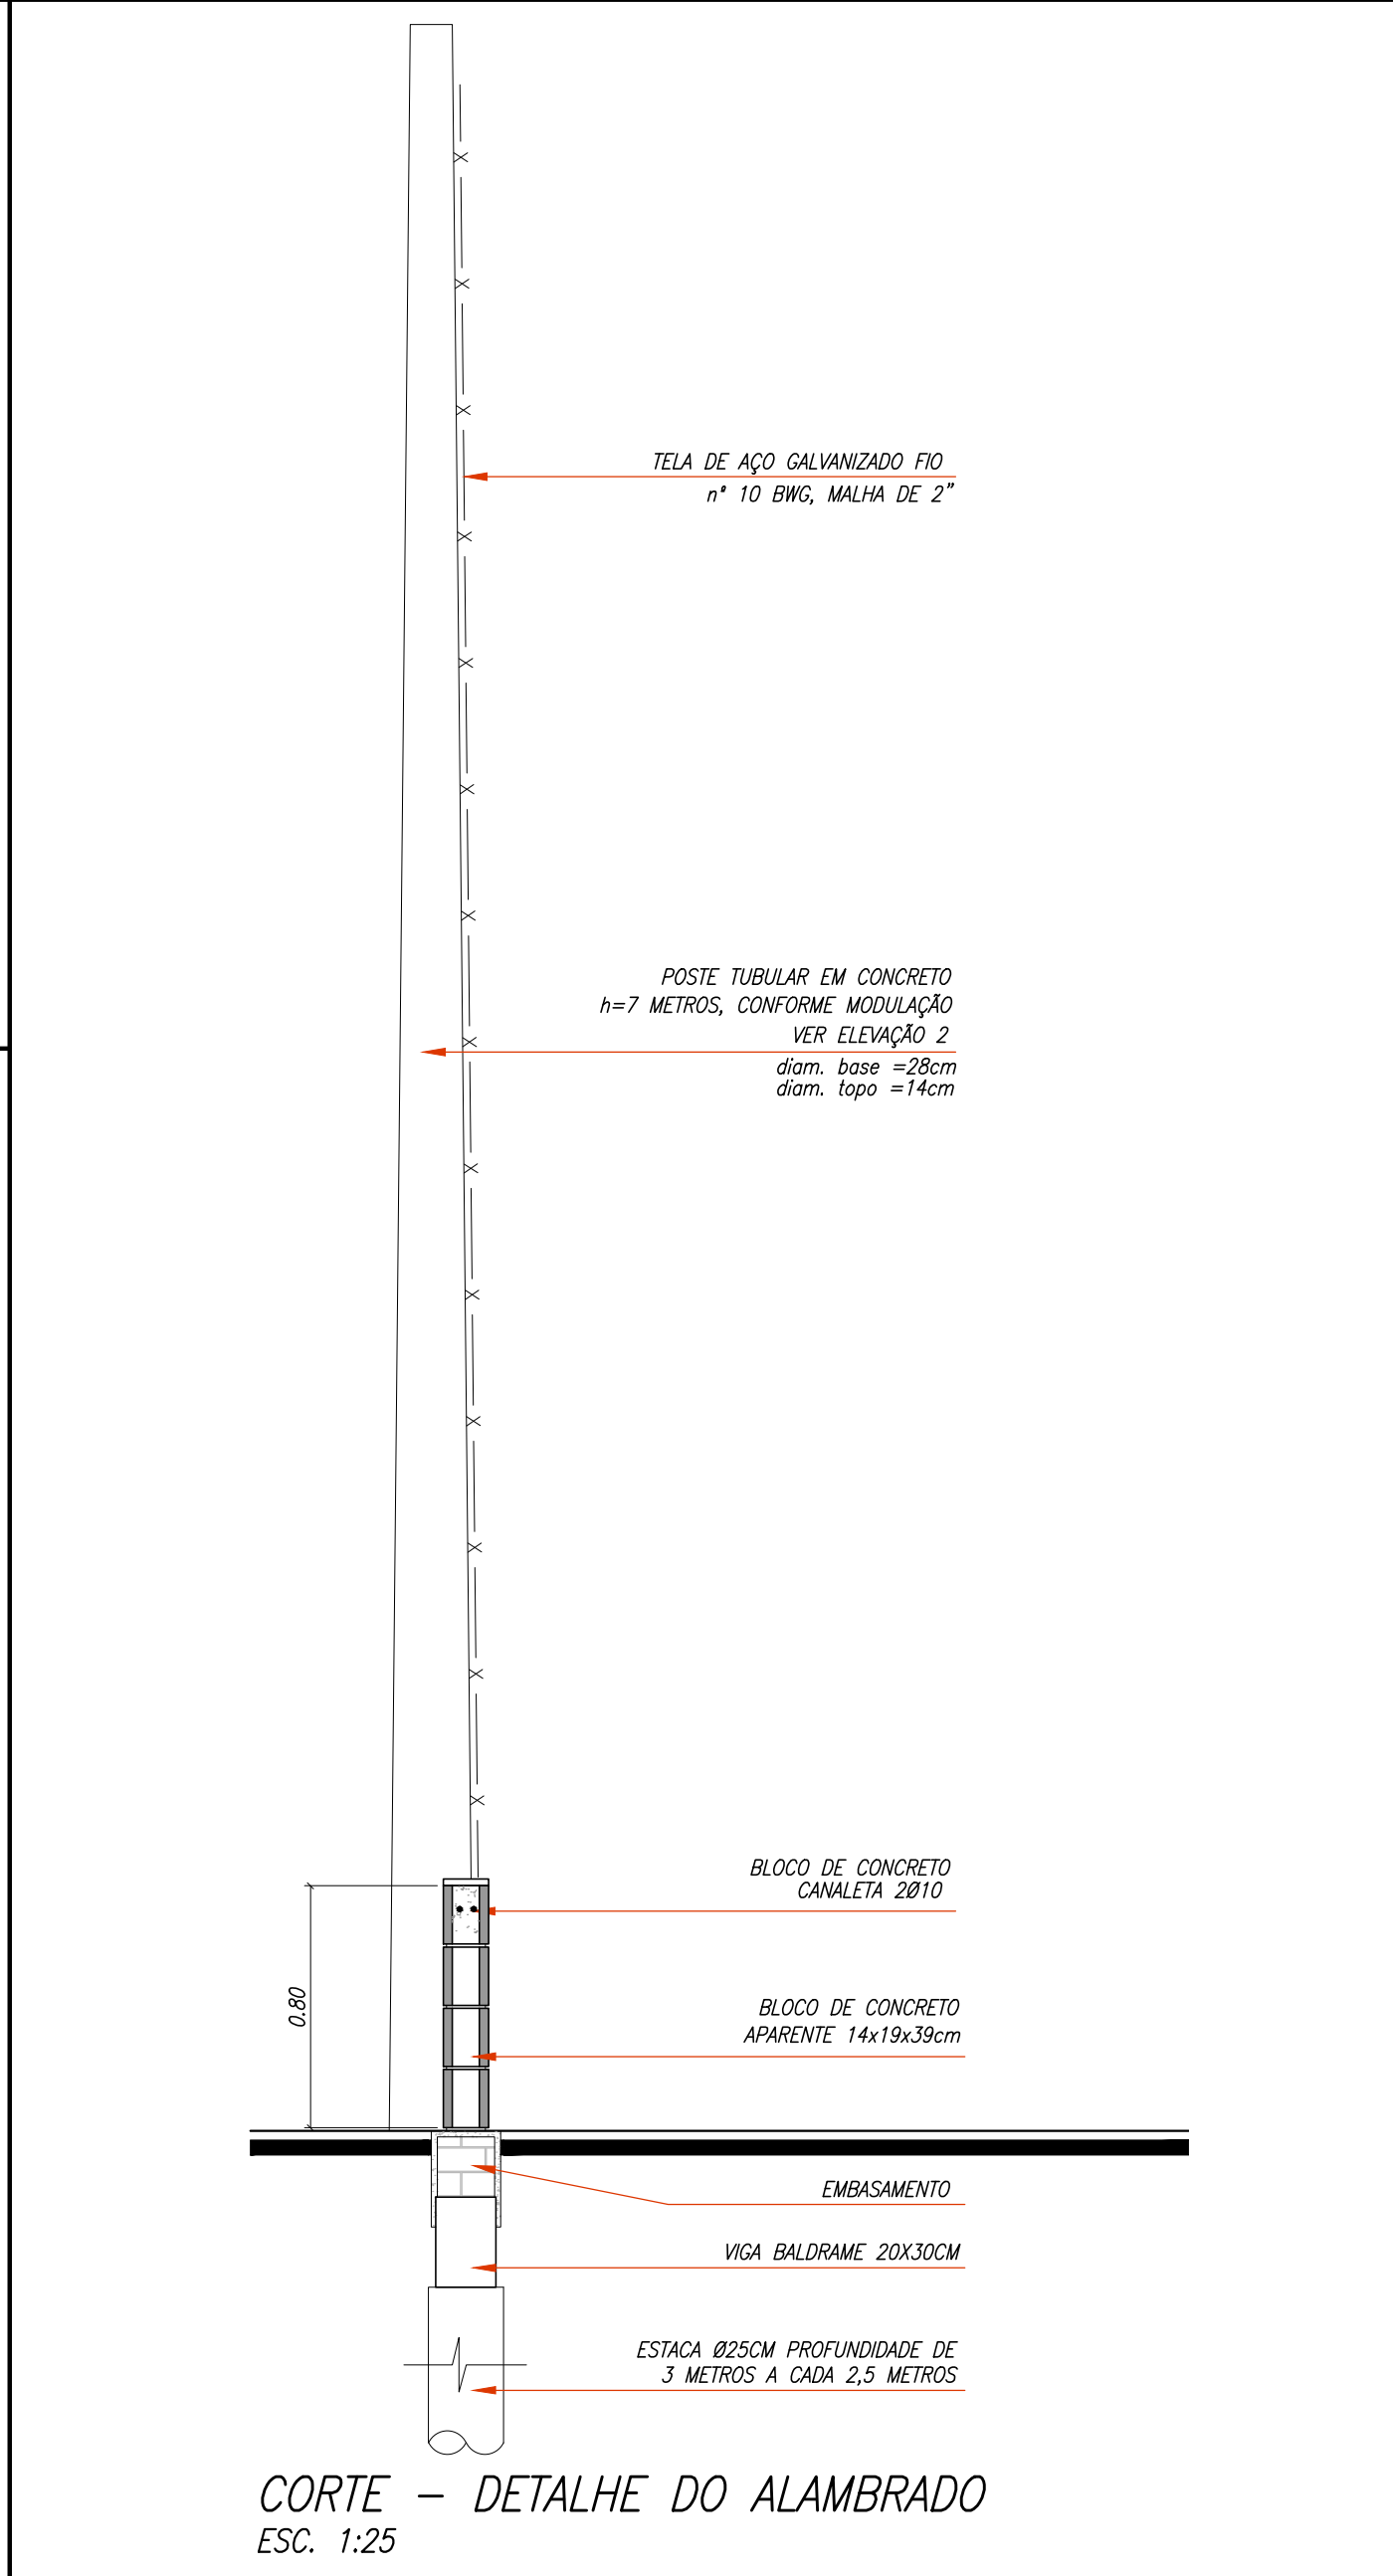 TELA DE AÇO GALVANIZADO FIO
nº 10 BWG, MALHA DE 2"
POSTE TUBULAR EM CONCRETO
h=7 METROS, CONFORME MODULAÇÃO
VER ELEVAÇÃO 2
diam. base =28cm
diam. topo =14cm
BLOCO DE CONCRETO
CANALETA 2Ø10
0.80
BLOCO DE CONCRETO
APARENTE 14x19x39cm
EMBASAMENTO
VIGA BALDRAME 20X30CM
ESTACA Ø25CM PROFUNDIDADE DE
3 METROS A CADA 2,5 METROS
CORTE – DETALHE DO ALAMBRADO
ESC. 1:25